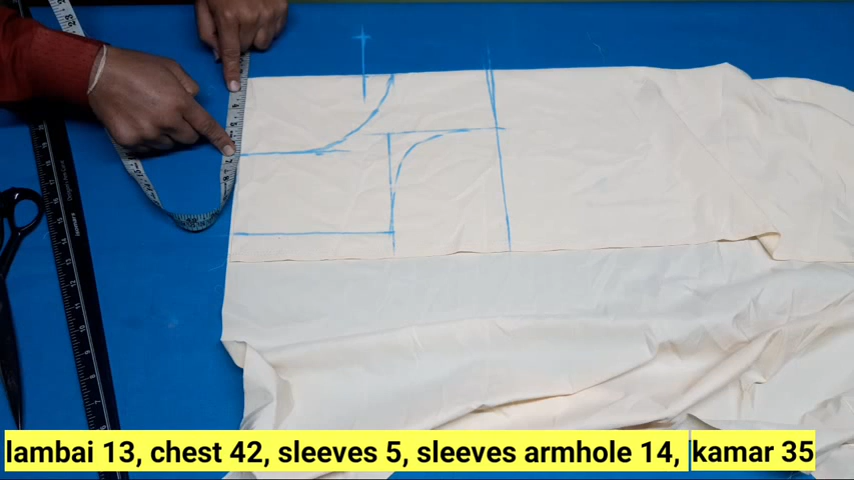 lambai 13, chest 42, sleeves 5, sleeves armhole 14, kamar 35